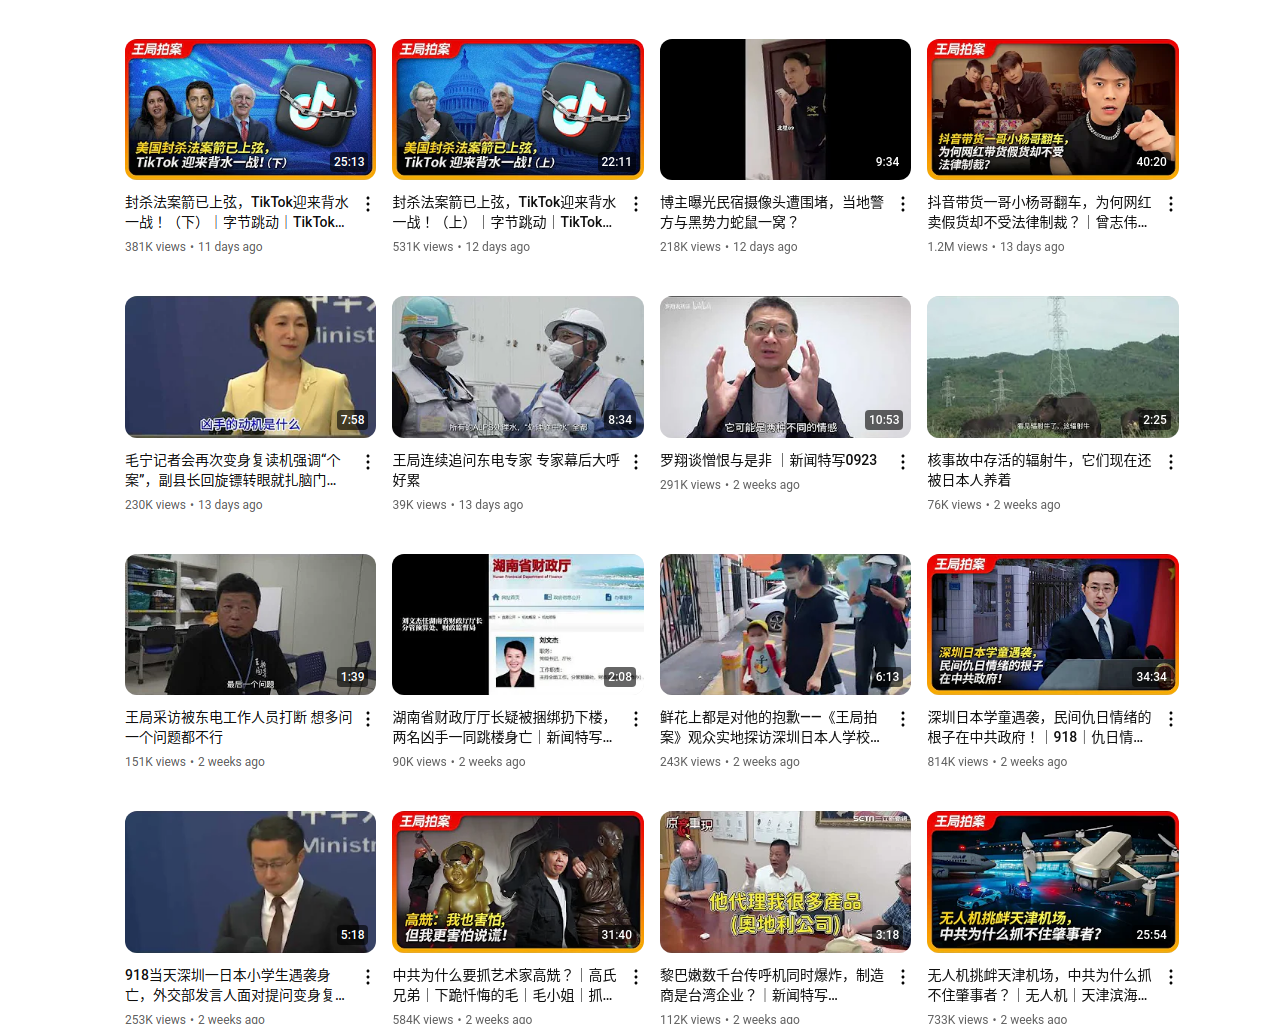 王局拍案
美国封杀法案箭已上弦，
TikTok 迎来背水一战！（下）
25:13
封杀法案箭已上弦，TikTok迎来背水
一战！（下）｜字节跳动｜TikTok...
381K views • 11 days ago
王局拍案
美国封杀法案箭已上弦，
TikTok 迎来背水一战！（上）
22:11
封杀法案箭已上弦，TikTok迎来背水
一战！（上）｜字节跳动｜TikTok...
531K views • 12 days ago
9:34
博主曝光民宿摄像头遭围堵，当地警
方与黑势力蛇鼠一窝？
218K views • 12 days ago
王局拍案
抖音带货一哥小杨哥翻车，
为何网红带货假货却不受
法律制裁？
40:20
抖音带货一哥小杨哥翻车，为何网红
卖假货却不受法律制裁？｜曾志伟...
1.2M views • 13 days ago
Minist
凶手的动机是什么
7:58
毛宁记者会再次变身复读机强调“个
案”，副县长回旋镖转眼就扎脑门...
230K views • 13 days ago
8:34
王局连续追问东电专家 专家幕后大呼
好累
39K views • 13 days ago
它可能是两种不同的情感
10:53
罗翔谈憎恨与是非 ｜新闻特写0923
291K views • 2 weeks ago
2:25
核事故中存活的辐射牛，它们现在还
被日本人养着
76K views • 2 weeks ago
最后一个问题
1:39
王局采访被东电工作人员打断 想多问
一个问题都不行
151K views • 2 weeks ago
湖南省财政厅
刘文杰任湖南省财政厅厅长
分管预算处、财政监督局
刘文杰
2:08
湖南省财政厅厅长疑被捆绑扔下楼，
两名凶手一同跳楼身亡｜新闻特写...
90K views • 2 weeks ago
6:13
鲜花上都是对他的抱歉——《王局拍
案》观众实地探访深圳日本人学校...
243K views • 2 weeks ago
王局拍案
深圳日本学童遇袭，
民间仇日情绪的根子
在中共政府！
34:34
深圳日本学童遇袭，民间仇日情绪的
根子在中共政府！｜918｜仇日情...
814K views • 2 weeks ago
Ministr
5:18
918当天深圳一日本小学生遇袭身
亡，外交部发言人面对提问变身复...
253K views • 2 weeks ago
王局拍案
高兟：我也害怕，
但我更害怕说谎！
31:40
中共为什么要抓艺术家高兟？｜高氏
兄弟｜下跪忏悔的毛｜毛小姐｜抓...
584K views • 2 weeks ago
他代理我很多產品
(奧地利公司)
3:18
黎巴嫩数千台传呼机同时爆炸，制造
商是台湾企业？｜新闻特写...
112K views • 2 weeks ago
王局拍案
无人机挑衅天津机场，
中共为什么抓不住肇事者？
25:54
无人机挑衅天津机场，中共为什么抓
不住肇事者？｜无人机｜天津滨海...
733K views • 2 weeks ago